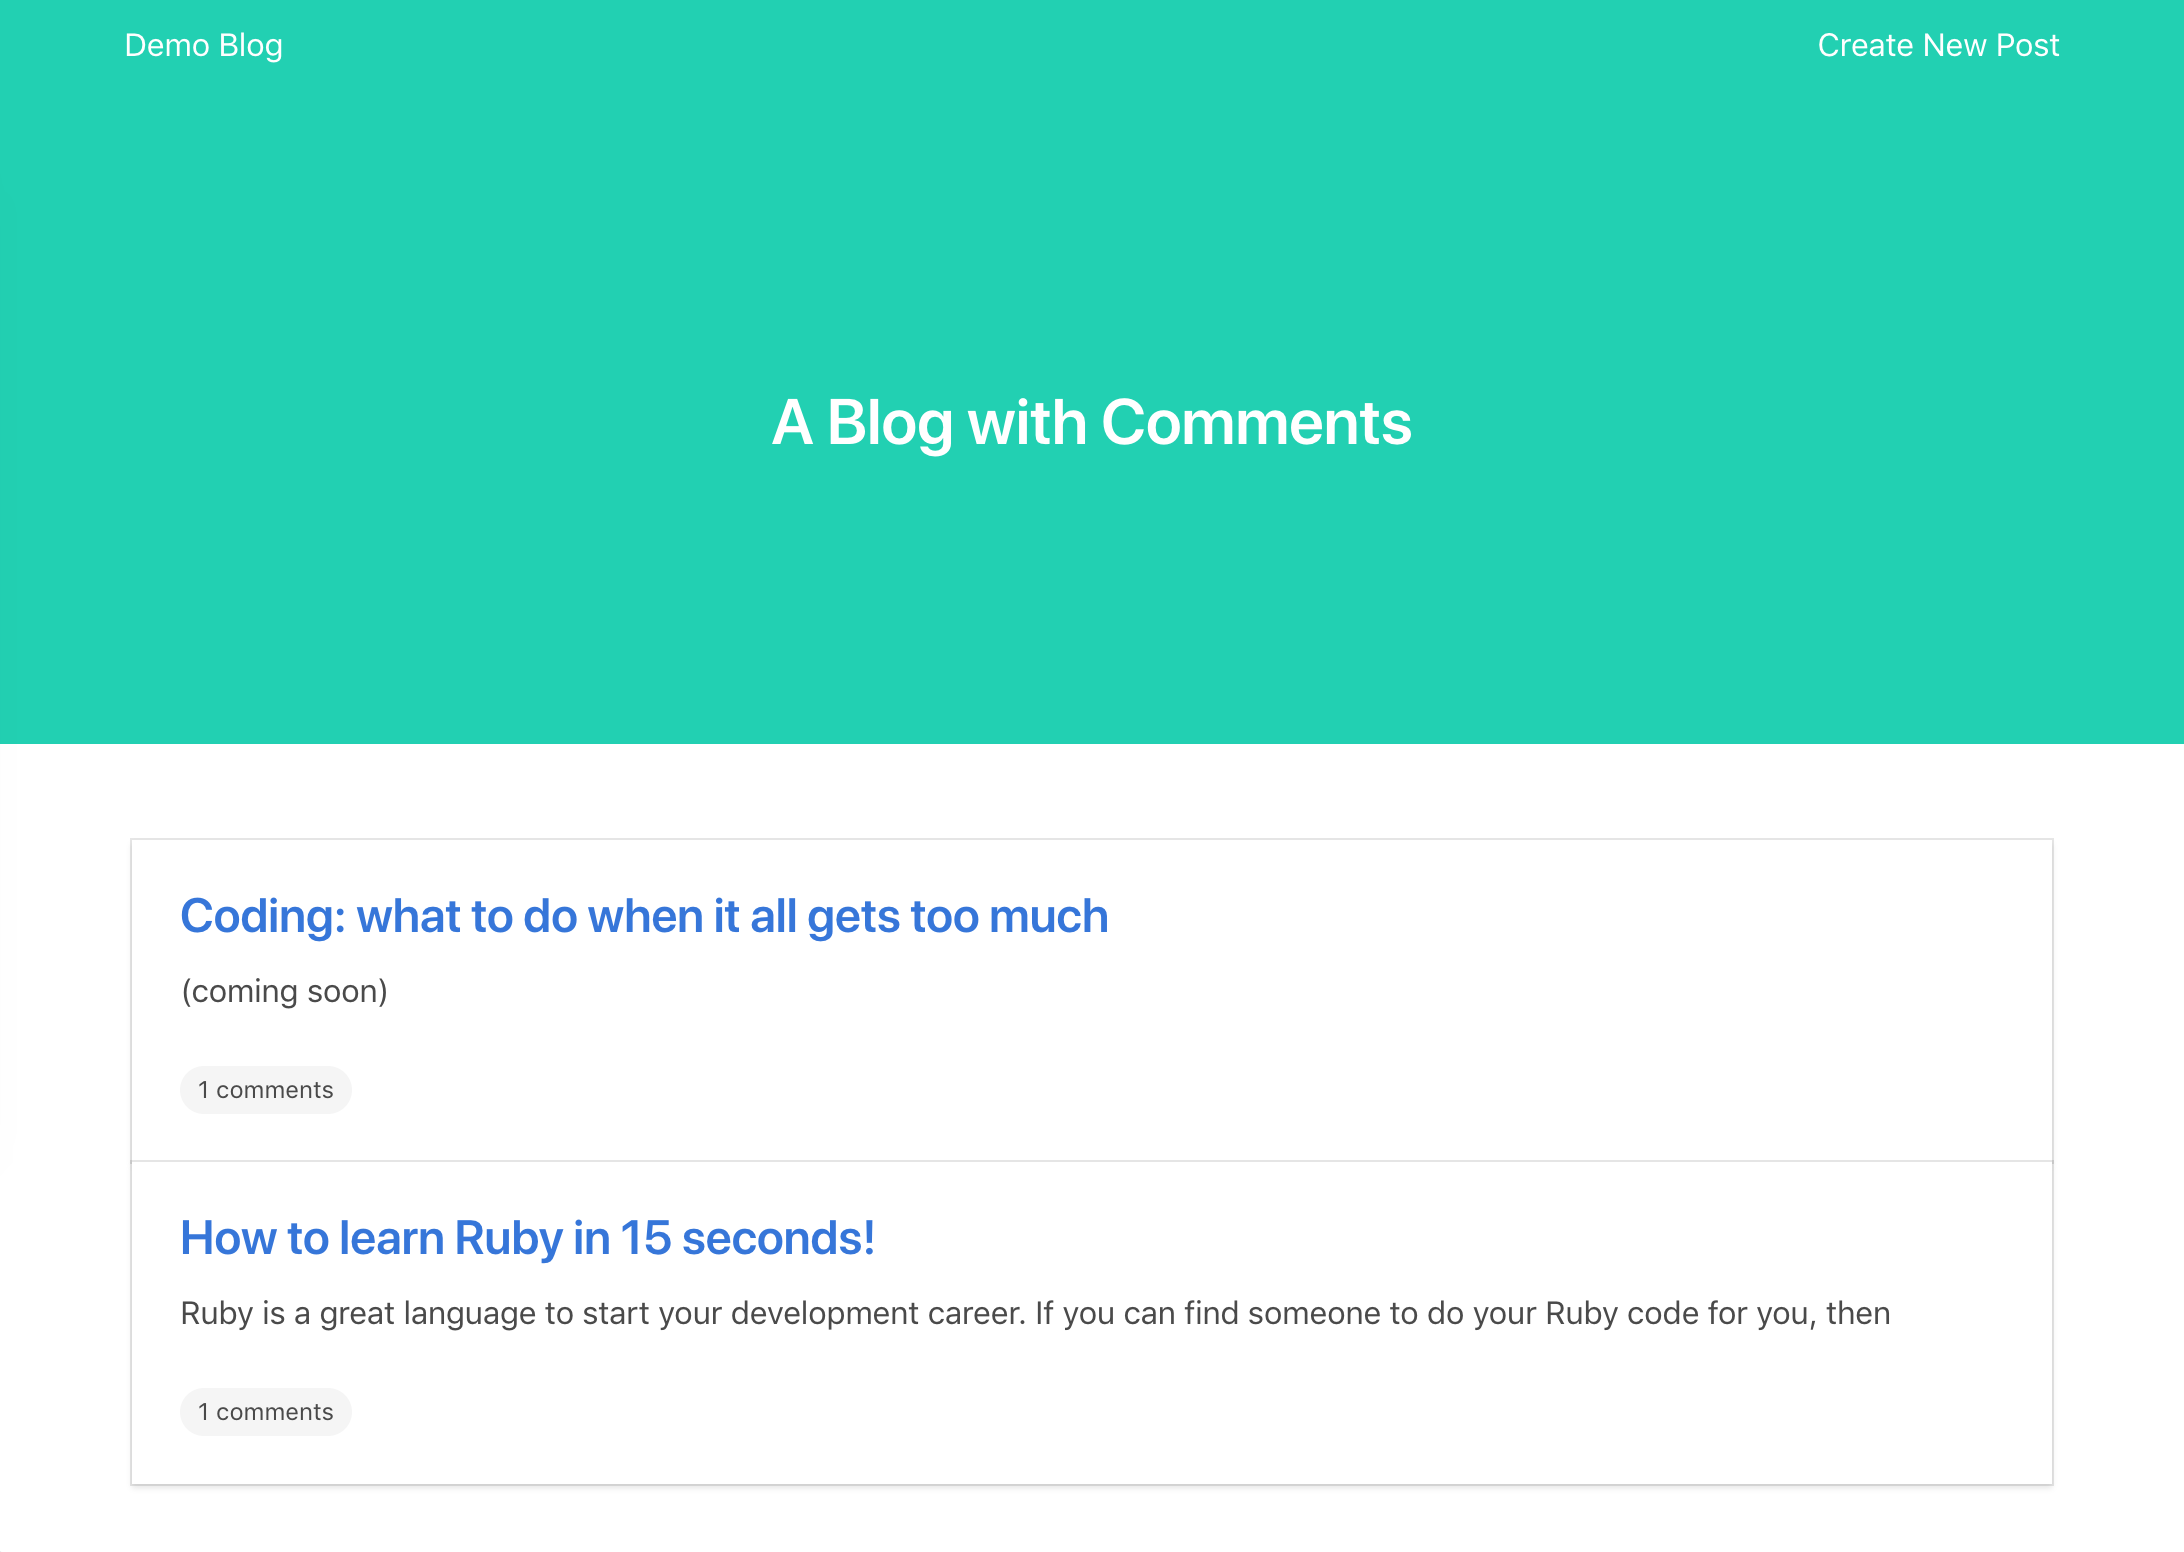 Demo Blog
Create New Post
A Blog with Comments
Coding: what to do when it all gets too much
(coming soon)
1 comments
How to learn Ruby in 15 seconds!
Ruby is a great language to start your development career. If you can find someone to do your Ruby code for you, then
1 comments